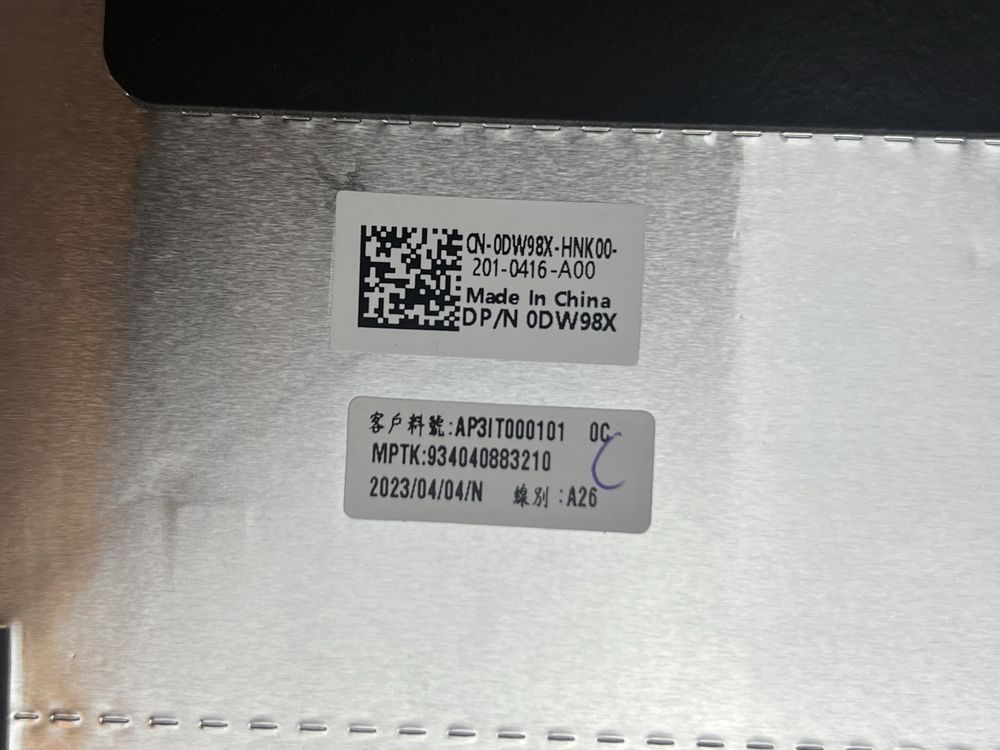 CN-0DW98X-HNK00-
201-0416-A00
Made In China
DP/N 0DW98X
客戶料號:AP3IT000101 0C
MPTK:934040883210
2023/04/04/N 線別:A26